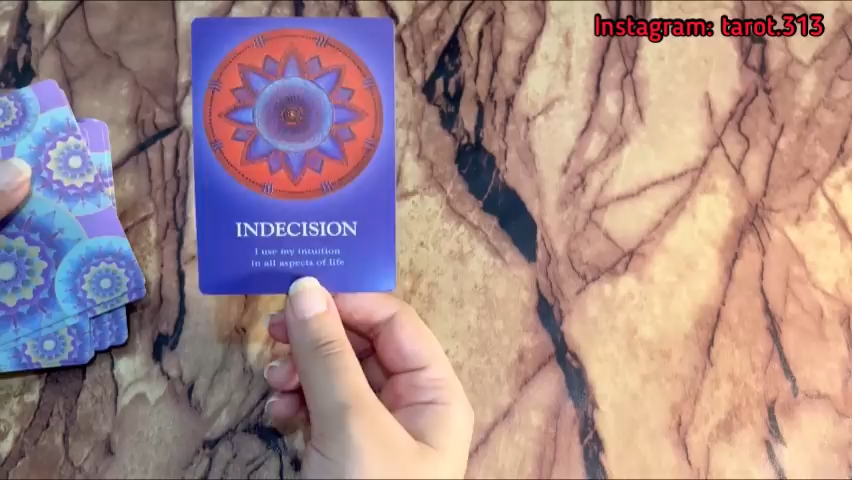 Instagram: tarot.313
INDECISION
I use my intuition
in all aspects of life